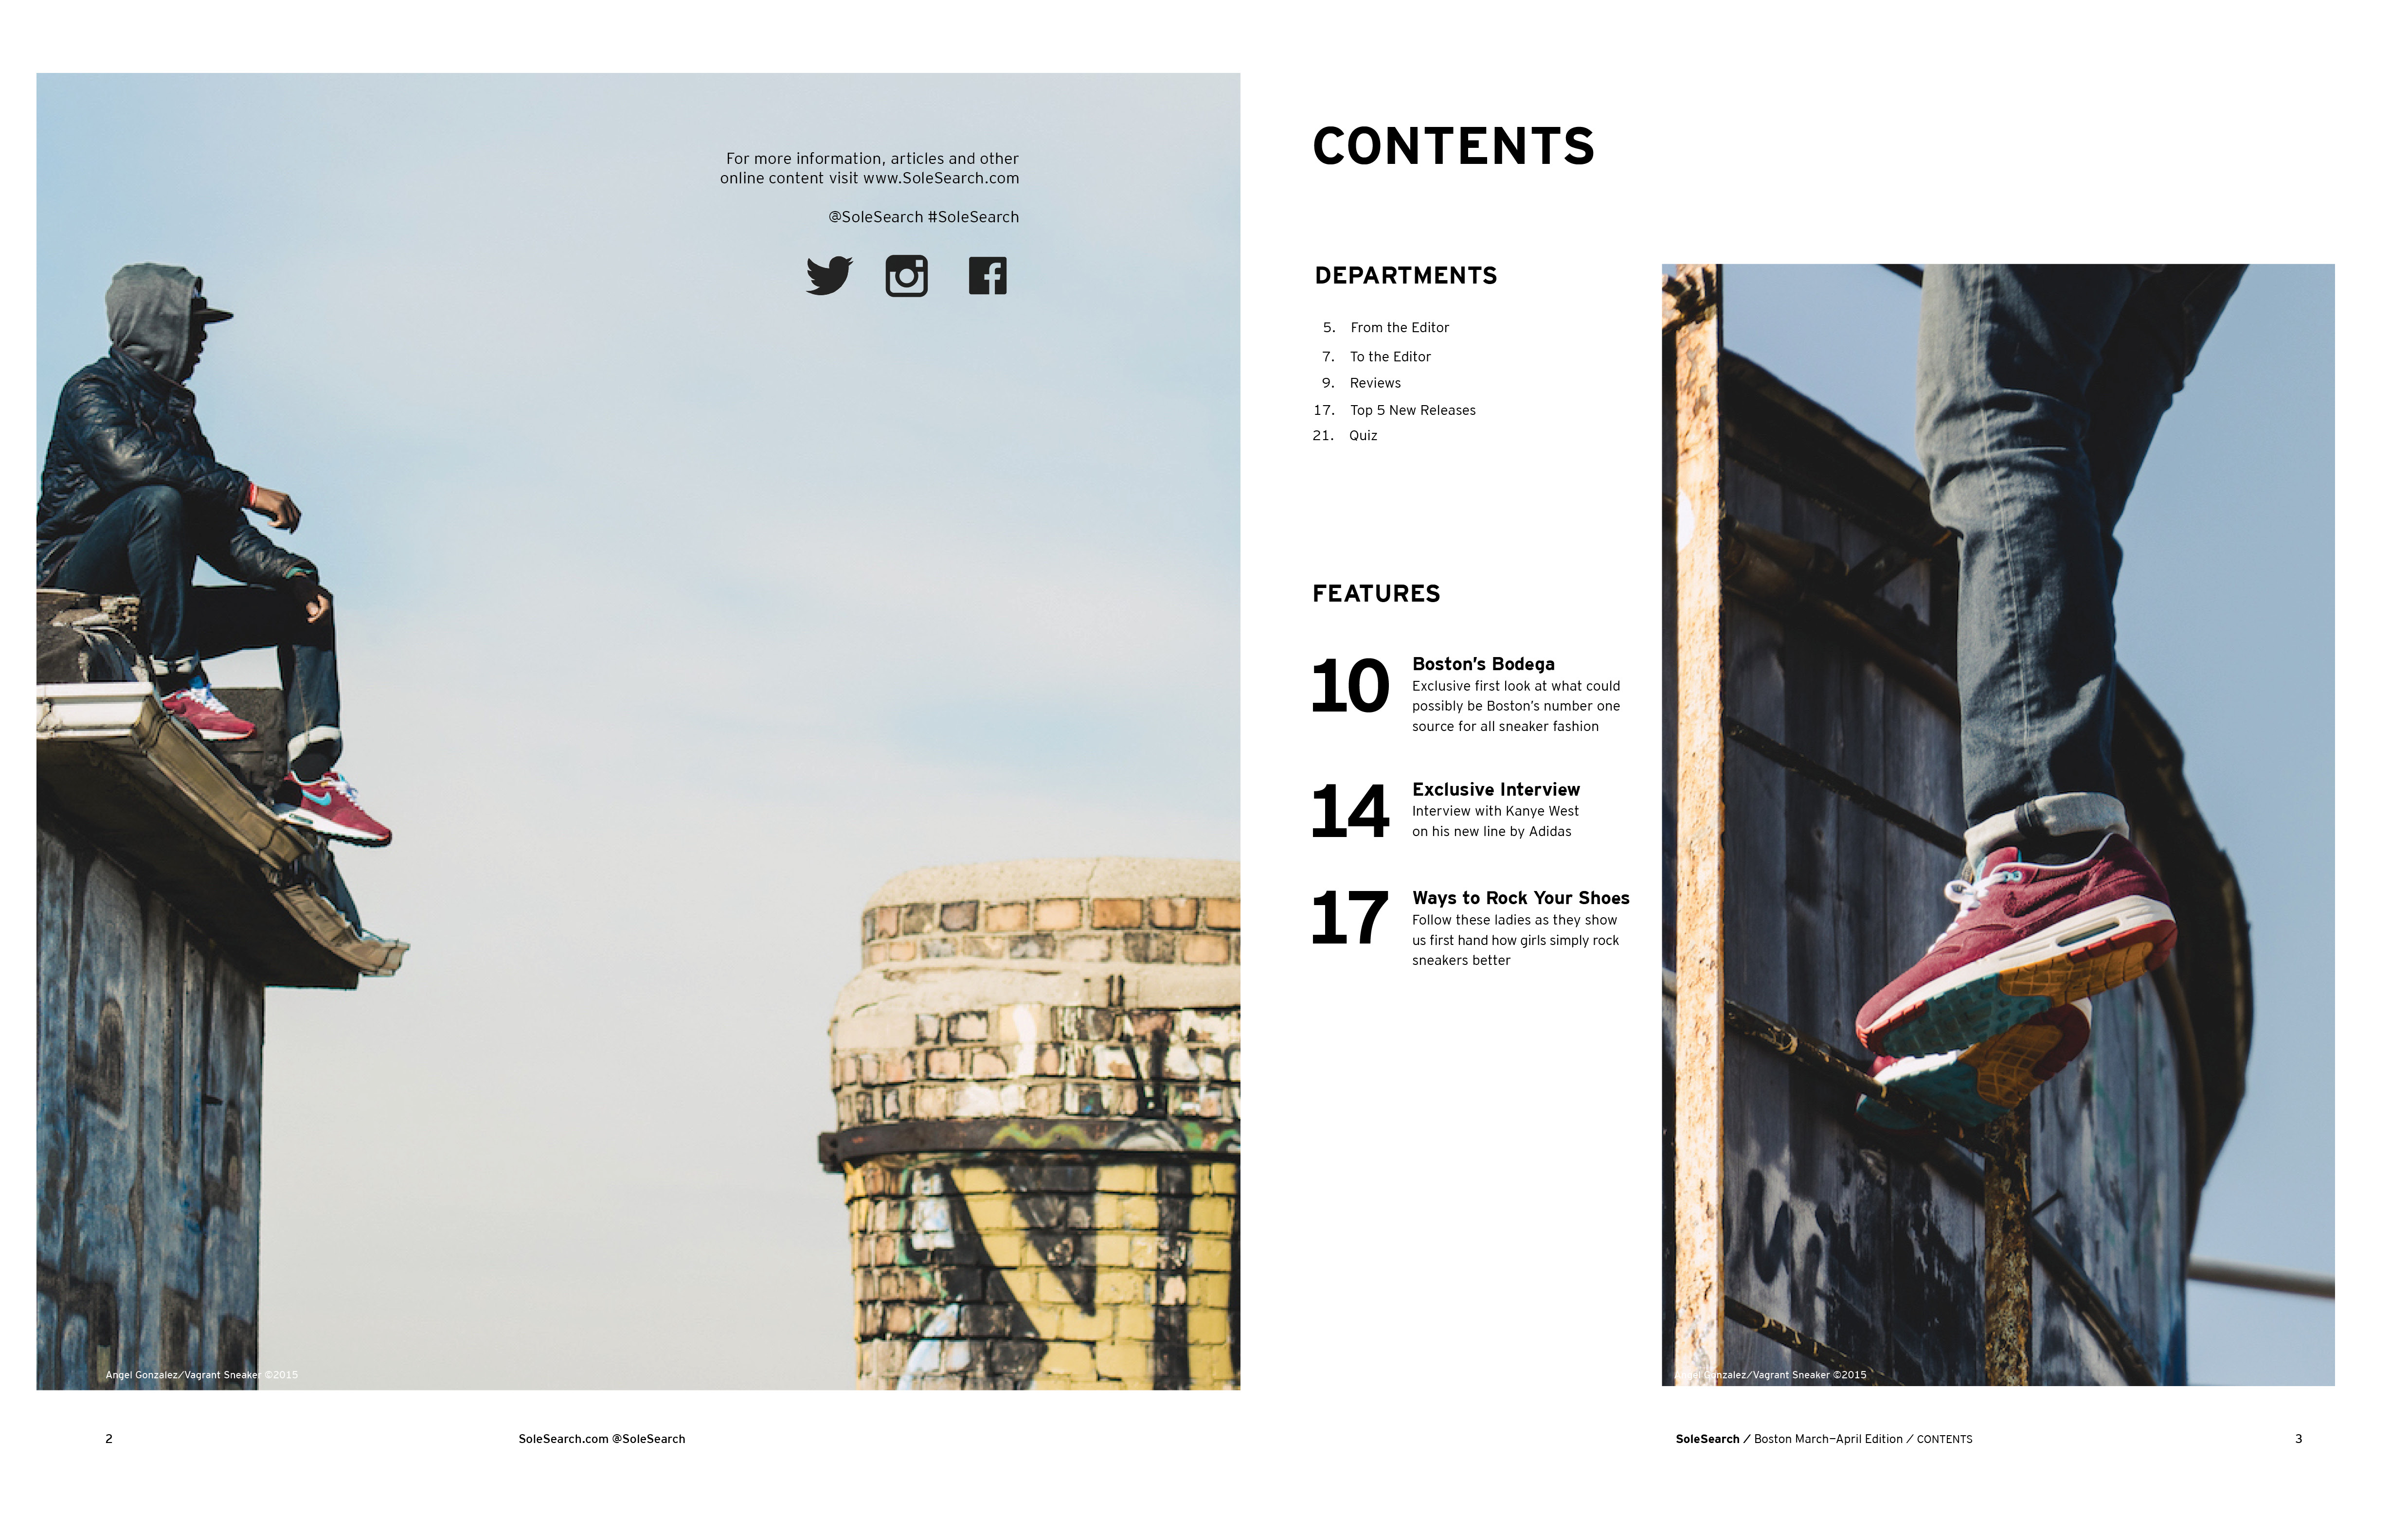 For more information, articles and other
online content visit www.SoleSearch.com
@SoleSearch #SoleSearch
Angel Gonzalez/Vagrant Sneaker ©2015
2
SoleSearch.com @SoleSearch
CONTENTS
DEPARTMENTS
5. From the Editor
7. To the Editor
9. Reviews
17. Top 5 New Releases
21. Quiz
FEATURES
10
Boston's Bodega
Exclusive first look at what could
possibly be Boston's number one
source for all sneaker fashion
14
Exclusive Interview
Interview with Kanye West
on his new line by Adidas
17
Ways to Rock Your Shoes
Follow these ladies as they show
us first hand how girls simply rock
sneakers better
Angel Gonzalez/Vagrant Sneaker ©2015
SoleSearch / Boston March–April Edition / CONTENTS
3